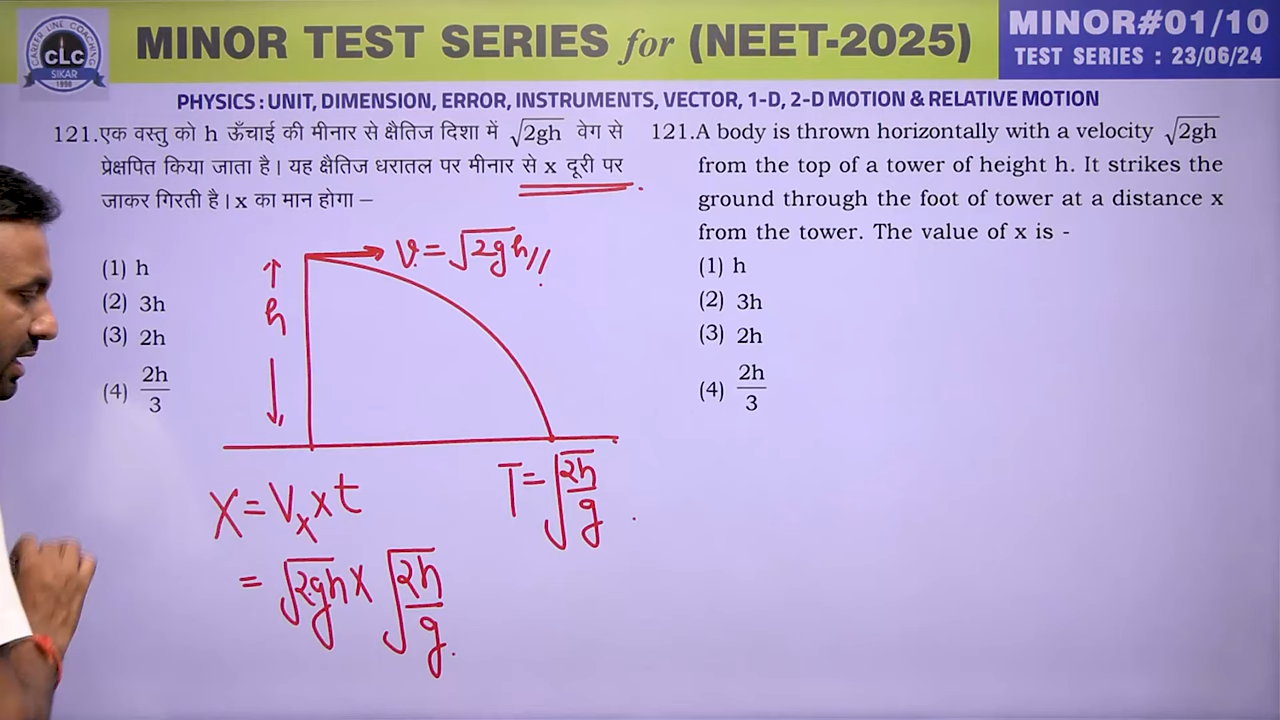 CAREER LINE COACHING
CLC
SIKAR
1996
MINOR TEST SERIES for (NEET-2025)
MINOR#01/10
TEST SERIES : 23/06/24
PHYSICS : UNIT, DIMENSION, ERROR, INSTRUMENTS, VECTOR, 1-D, 2-D MOTION & RELATIVE MOTION
121.एक वस्तु को h ऊँचाई की मीनार से क्षैतिज दिशा में √2gh वेग से
प्रेक्षपित किया जाता है। यह क्षैतिज धरातल पर मीनार से x दूरी पर
जाकर गिरती है। x का मान होगा –
(1) h
(2) 3h
(3) 2h
(4) 2h/3
121.A body is thrown horizontally with a velocity √2gh
from the top of a tower of height h. It strikes the
ground through the foot of tower at a distance x
from the tower. The value of x is -
(1) h
(2) 3h
(3) 2h
(4) 2h/3
v = √2gh
h
T = √2h/g
X = Vx x t
= √2gh x √2h/g